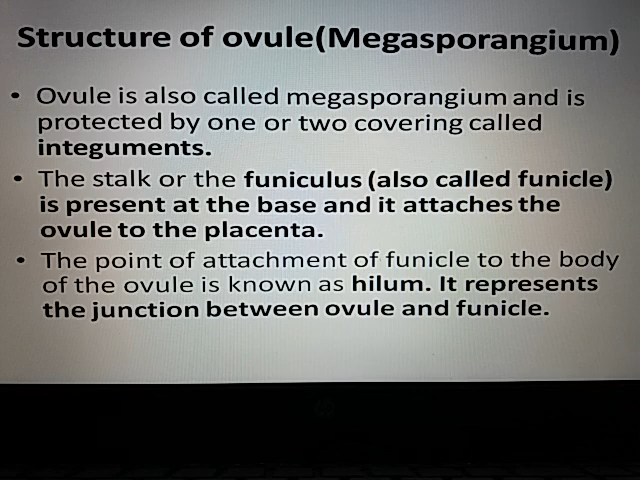 Structure of ovule(Megasporangium)
• Ovule is also called megasporangium and is
protected by one or two covering called
integuments.
• The stalk or the funiculus (also called funicle)
is present at the base and it attaches the
ovule to the placenta.
• The point of attachment of funicle to the body
of the ovule is known as hilum. It represents
the junction between ovule and funicle.